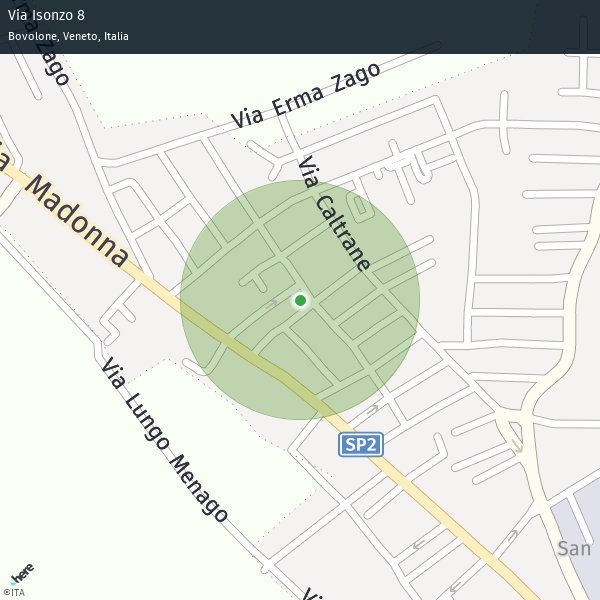 Via Isonzo 8
Bovolone, Veneto, Italia
Zago
Via Erma Zago
Via Caltrane
Madonna
Via Lungo Menago
SP2
San
Via
here
©ITA